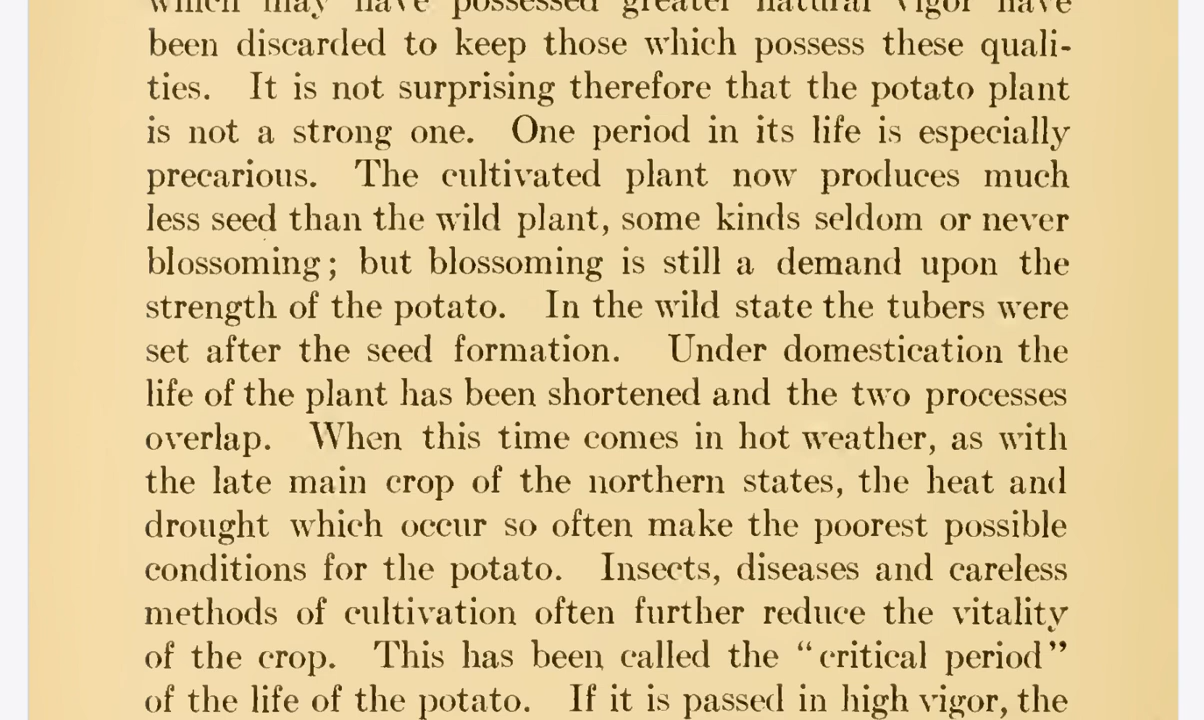 which may have possessed greater natural vigor have
been discarded to keep those which possess these quali-
ties. It is not surprising therefore that the potato plant
is not a strong one. One period in its life is especially
precarious. The cultivated plant now produces much
less seed than the wild plant, some kinds seldom or never
blossoming; but blossoming is still a demand upon the
strength of the potato. In the wild state the tubers were
set after the seed formation. Under domestication the
life of the plant has been shortened and the two processes
overlap. When this time comes in hot weather, as with
the late main crop of the northern states, the heat and
drought which occur so often make the poorest possible
conditions for the potato. Insects, diseases and careless
methods of cultivation often further reduce the vitality
of the crop. This has been called the “critical period”
of the life of the potato. If it is passed in high vigor, the